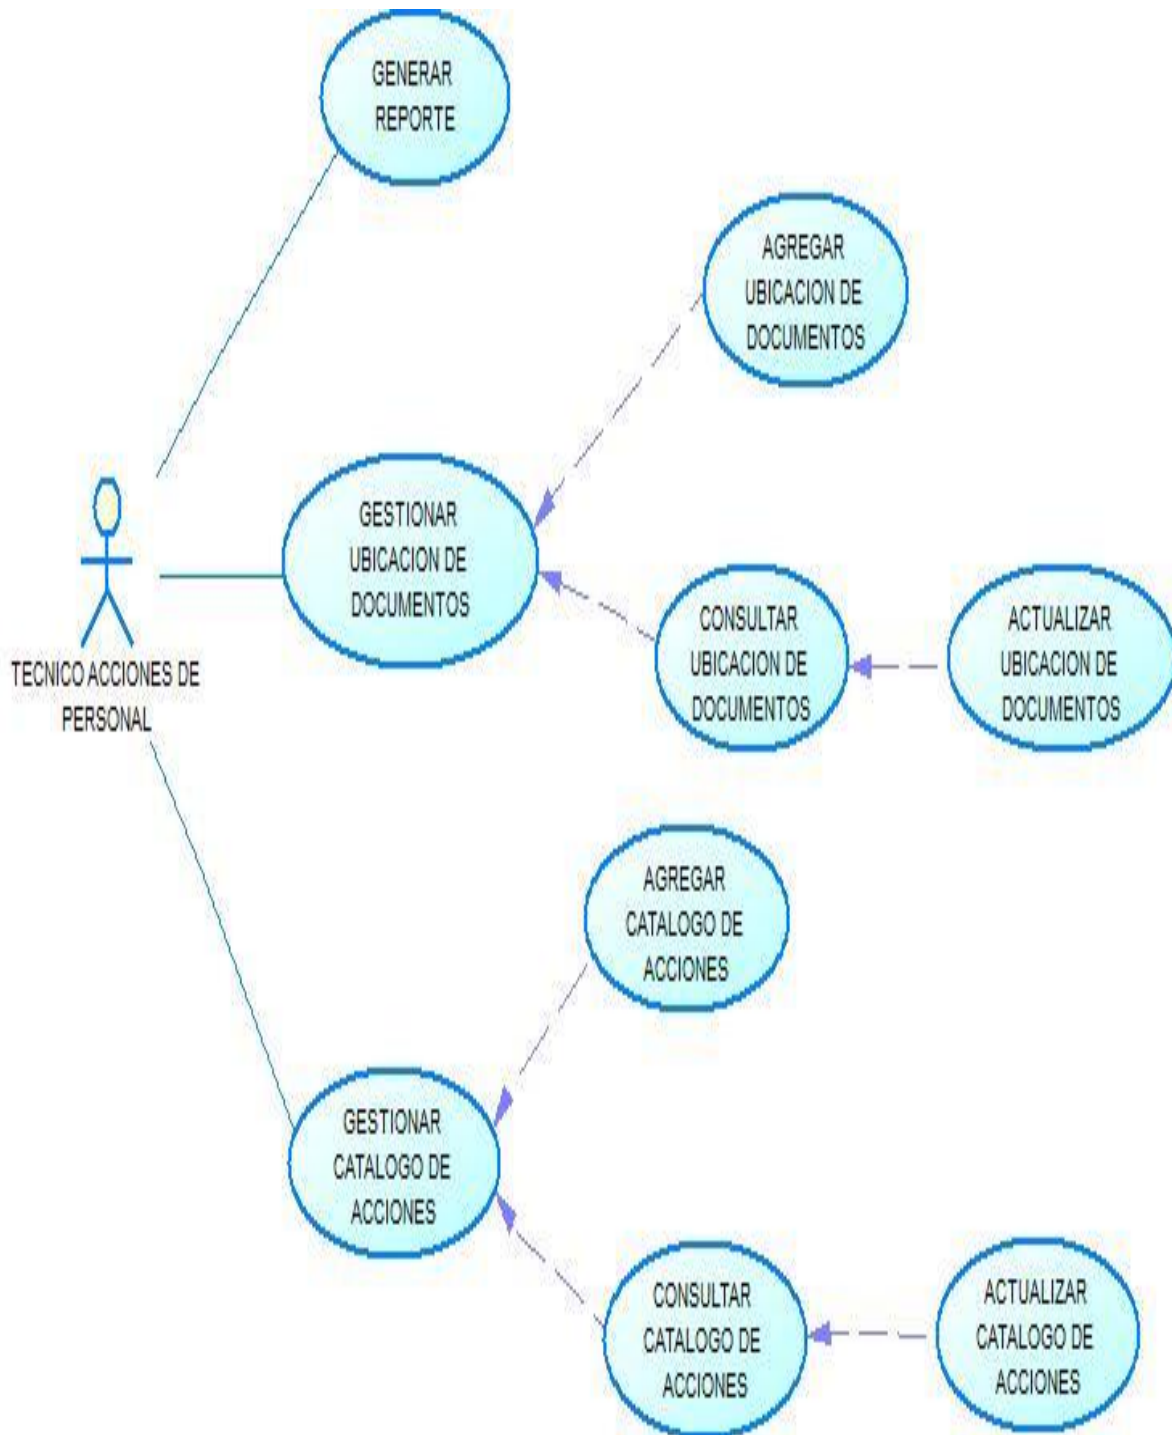 GENERAR
REPORTE
AGREGAR
UBICACION DE
DOCUMENTOS
GESTIONAR
UBICACION DE
DOCUMENTOS
CONSULTAR
UBICACION DE
DOCUMENTOS
ACTUALIZAR
UBICACION DE
DOCUMENTOS
TECNICO ACCIONES DE
PERSONAL
AGREGAR
CATALOGO DE
ACCIONES
GESTIONAR
CATALOGO DE
ACCIONES
CONSULTAR
CATALOGO DE
ACCIONES
ACTUALIZAR
CATALOGO DE
ACCIONES